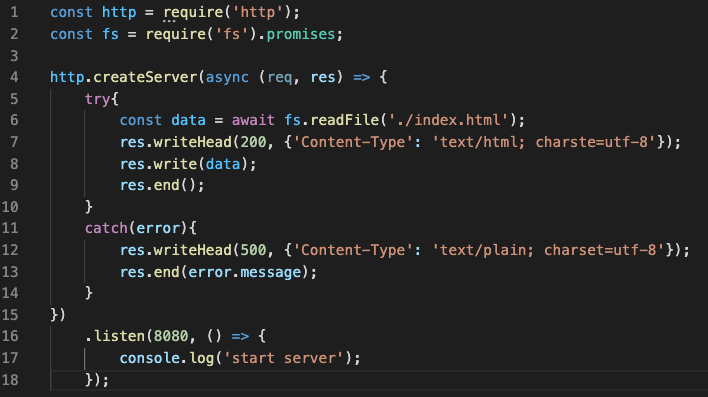 1 const http = require('http');
2 const fs = require('fs').promises;
3
4 http.createServer(async (req, res) => {
5     try{
6         const data = await fs.readFile('./index.html');
7         res.writeHead(200, {'Content-Type': 'text/html; charste=utf-8'});
8         res.write(data);
9         res.end();
10     }
11     catch(error){
12         res.writeHead(500, {'Content-Type': 'text/plain; charset=utf-8'});
13         res.end(error.message);
14     }
15 })
16     .listen(8080, () => {
17         console.log('start server');
18     });